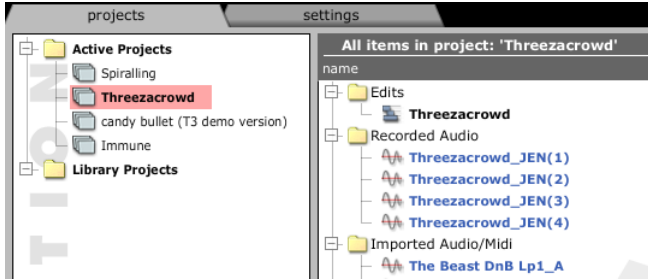 projects
settings
Active Projects
Spiralling
Threezacrowd
candy bullet (T3 demo version)
Immune
Library Projects
T I O N
All items in project: 'Threezacrowd'
name
Edits
Threezacrowd
Recorded Audio
Threezacrowd_JEN(1)
Threezacrowd_JEN(2)
Threezacrowd_JEN(3)
Threezacrowd_JEN(4)
Imported Audio/Midi
The Beast DnB Lp1_A